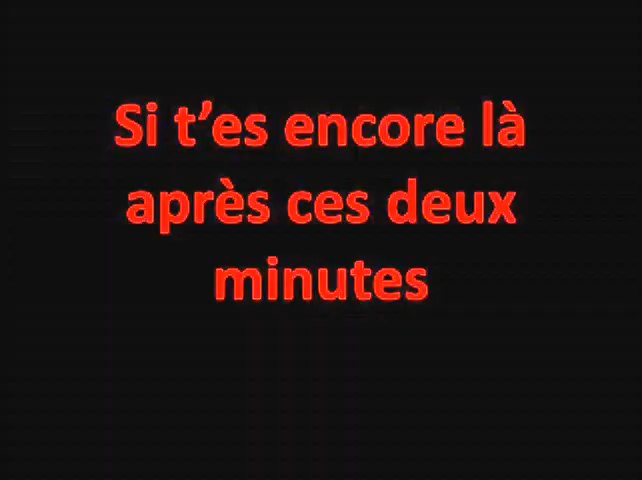 Si t’es encore là
après ces deux
minutes